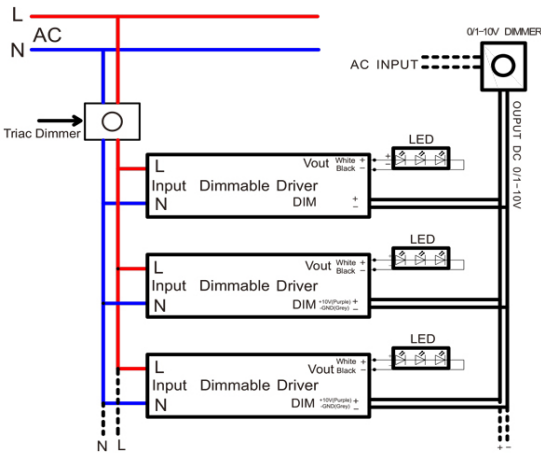 L
AC
N
0/1-10V DIMMER
AC INPUT
OUPUT DC 0/1-10V
Triac Dimmer
LED
L
Vout White +
Black -
Input Dimmable Driver
N
DIM +
-
+
-
LED
L
Vout White +
Black -
Input Dimmable Driver
N
DIM +10V(Purple) +
-GND(Grey) -
+
-
LED
L
Vout White +
Black -
Input Dimmable Driver
N
DIM +10V(Purple) +
-GND(Grey) -
+
-
N L
+ -